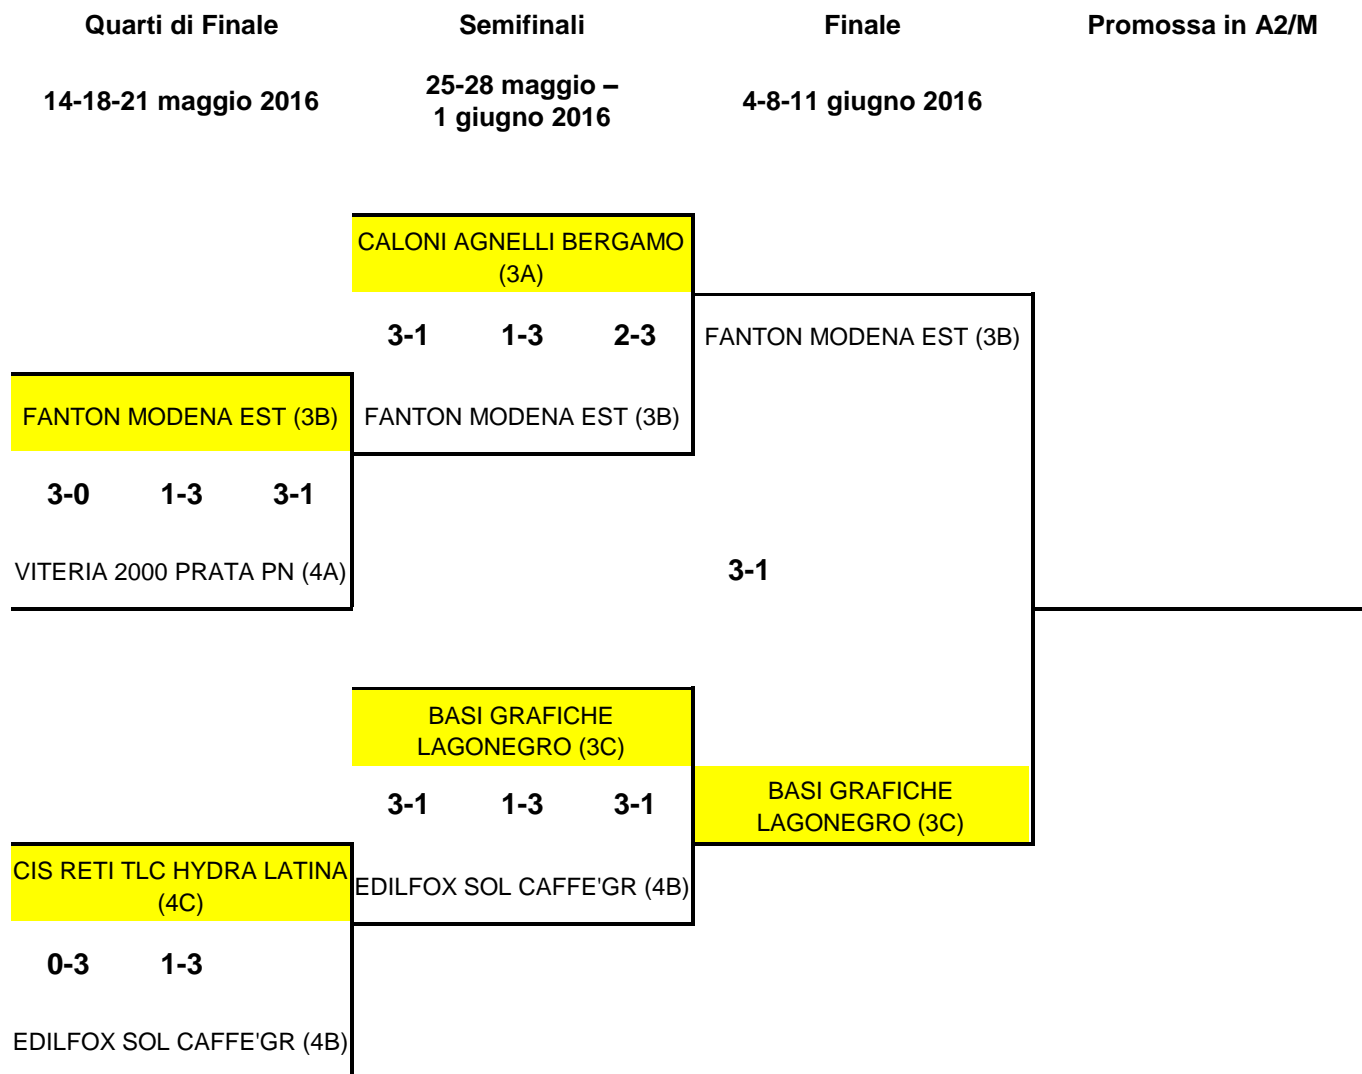 Quarti di Finale
Semifinali
Finale
Promossa in A2/M
14-18-21 maggio 2016
25-28 maggio –
1 giugno 2016
4-8-11 giugno 2016
CALONI AGNELLI BERGAMO
(3A)
3-1 1-3 2-3
FANTON MODENA EST (3B)
FANTON MODENA EST (3B)
FANTON MODENA EST (3B)
3-0 1-3 3-1
VITERIA 2000 PRATA PN (4A)
3-1
BASI GRAFICHE
LAGONEGRO (3C)
3-1 1-3 3-1
BASI GRAFICHE
LAGONEGRO (3C)
CIS RETI TLC HYDRA LATINA
(4C)
EDILFOX SOL CAFFE'GR (4B)
0-3 1-3
EDILFOX SOL CAFFE'GR (4B)